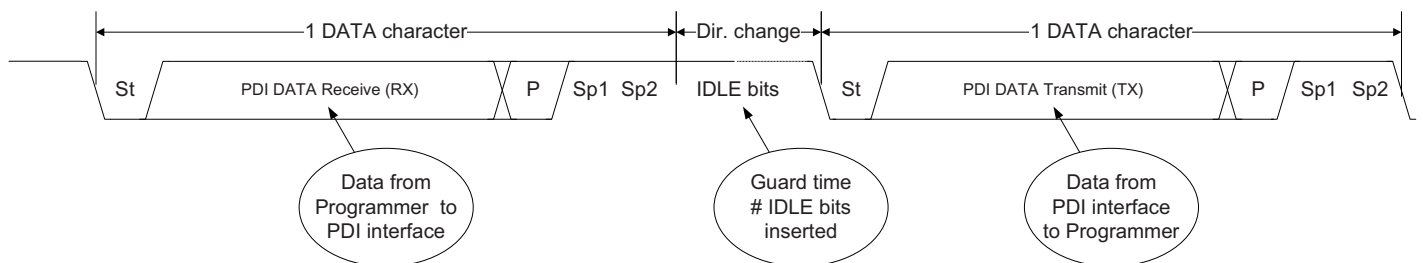 1 DATA character
Dir. change
1 DATA character
St
PDI DATA Receive (RX)
P
Sp1 Sp2
IDLE bits
St
PDI DATA Transmit (TX)
P
Sp1 Sp2
Data from
Programmer to
PDI interface
Guard time
# IDLE bits
inserted
Data from
PDI interface
to Programmer